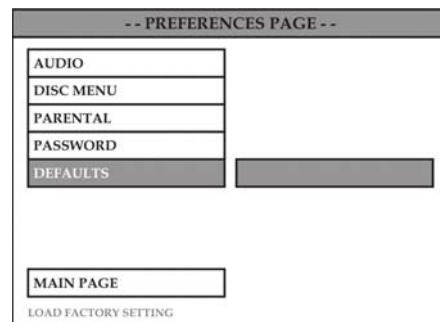 - - PREFERENCES PAGE - -
AUDIO
DISC MENU
PARENTAL
PASSWORD
DEFAULTS
MAIN PAGE
LOAD FACTORY SETTING